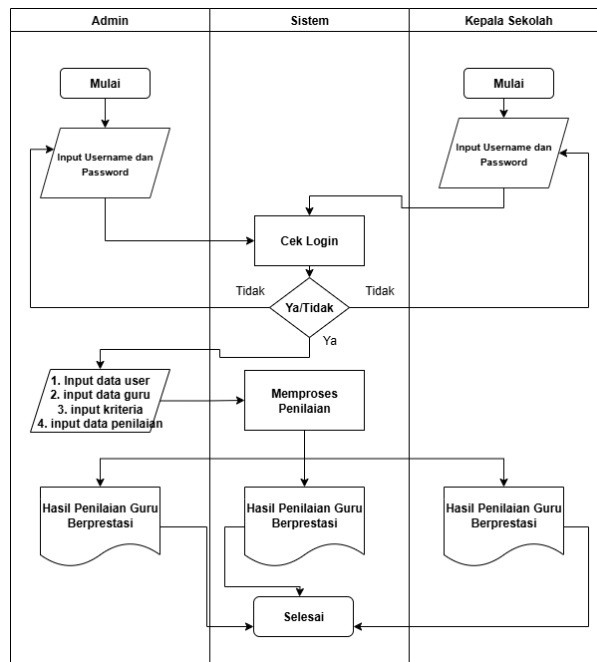 Admin
Sistem
Kepala Sekolah
Mulai
Mulai
Input Username dan
Password
Input Username dan
Password
Cek Login
Tidak
Ya/Tidak
Tidak
Ya
1. Input data user
2. input data guru
3. input kriteria
4. input data penilaian
Memproses
Penilaian
Hasil Penilaian Guru
Berprestasi
Hasil Penilaian Guru
Berprestasi
Hasil Penilaian Guru
Berprestasi
Selesai